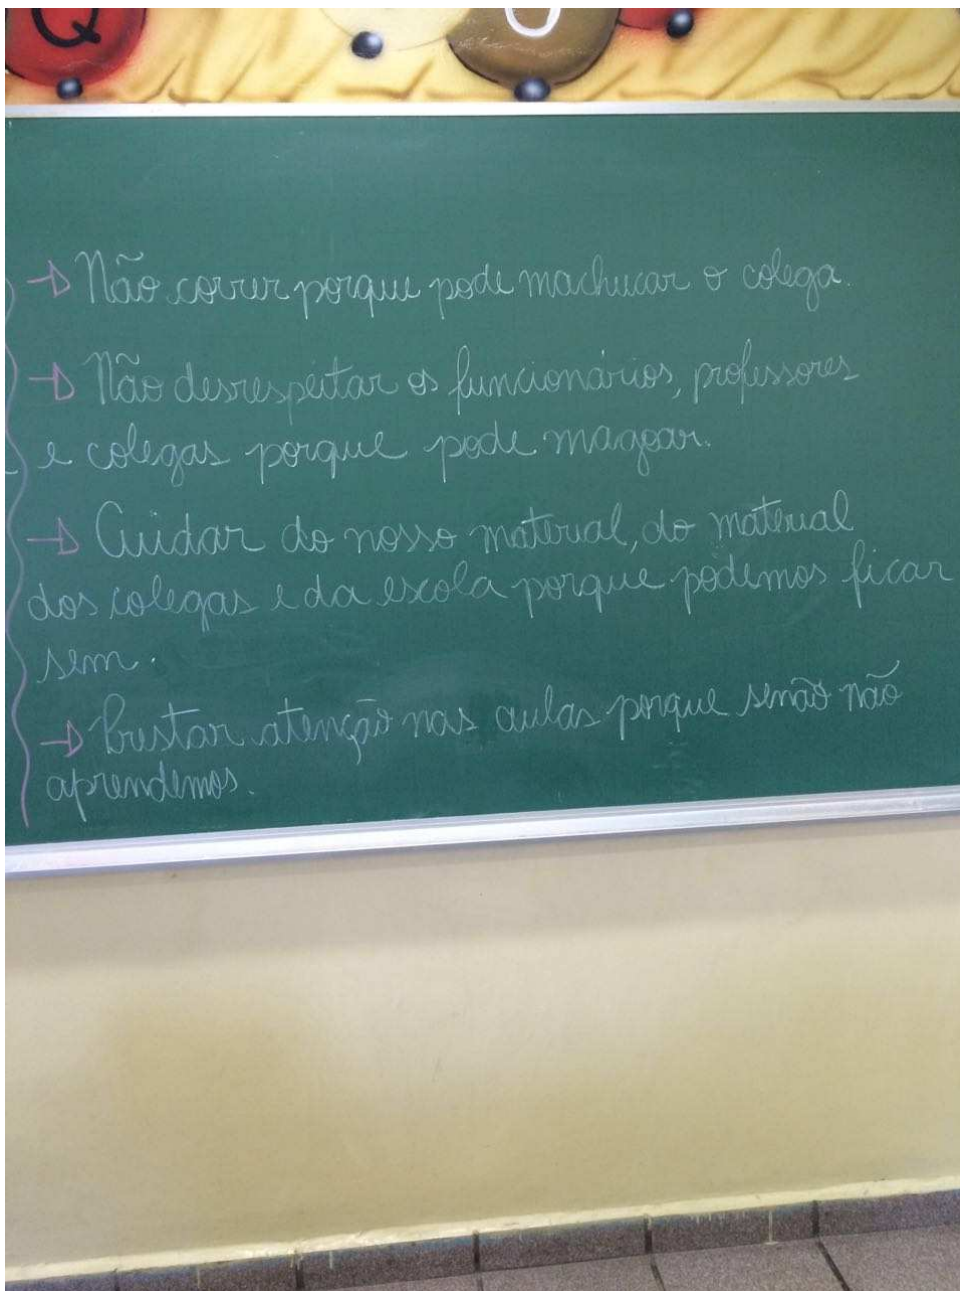 Q
O
→ Não correr porque pode machucar o colega.
→ Não desrespeitar os funcionários, professores
e colegas porque pode magoar.
→ Cuidar do nosso material, do material
dos colegas e da escola porque podemos ficar
sem.
→ Prestar atenção nas aulas porque senão não
aprendemos.